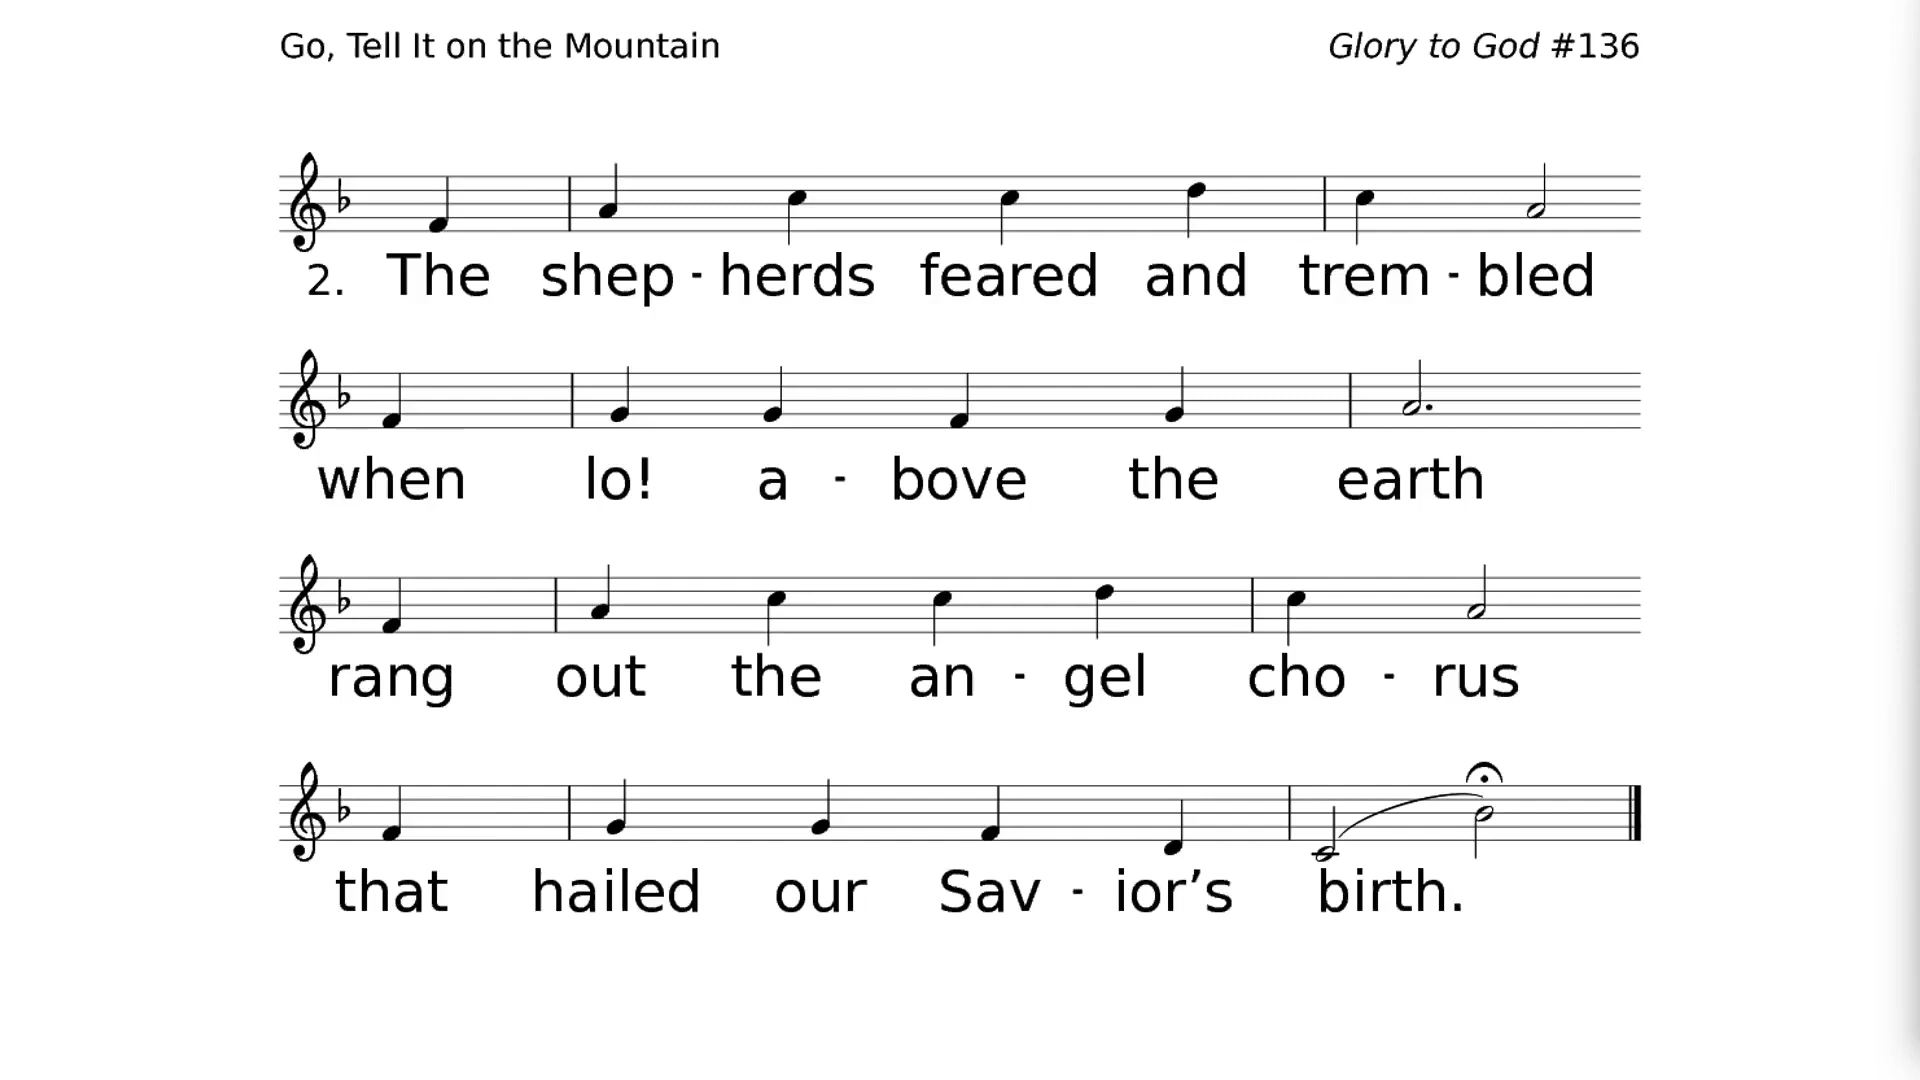 Go, Tell It on the Mountain Glory to God #136
2. The shep - herds feared and trem - bled
when lo! a - bove the earth
rang out the an - gel cho - rus
that hailed our Sav - ior’s birth.